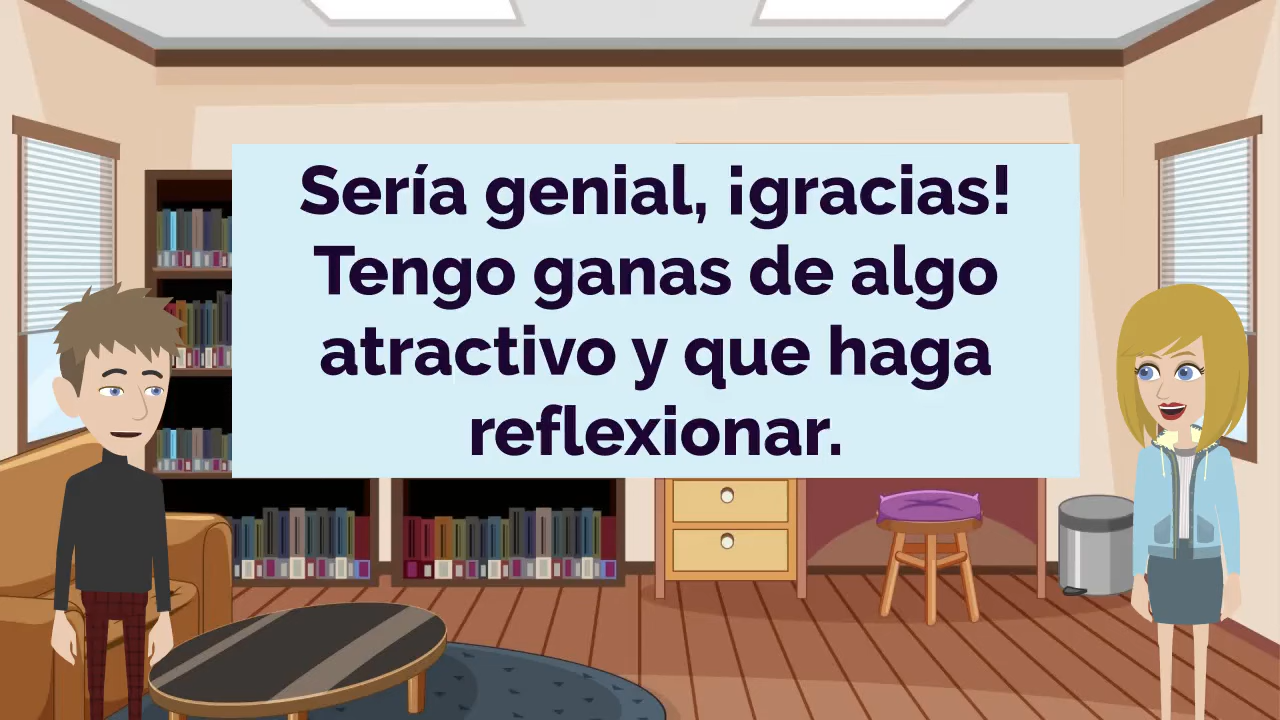 Sería genial, ¡gracias!
Tengo ganas de algo
atractivo y que haga
reflexionar.